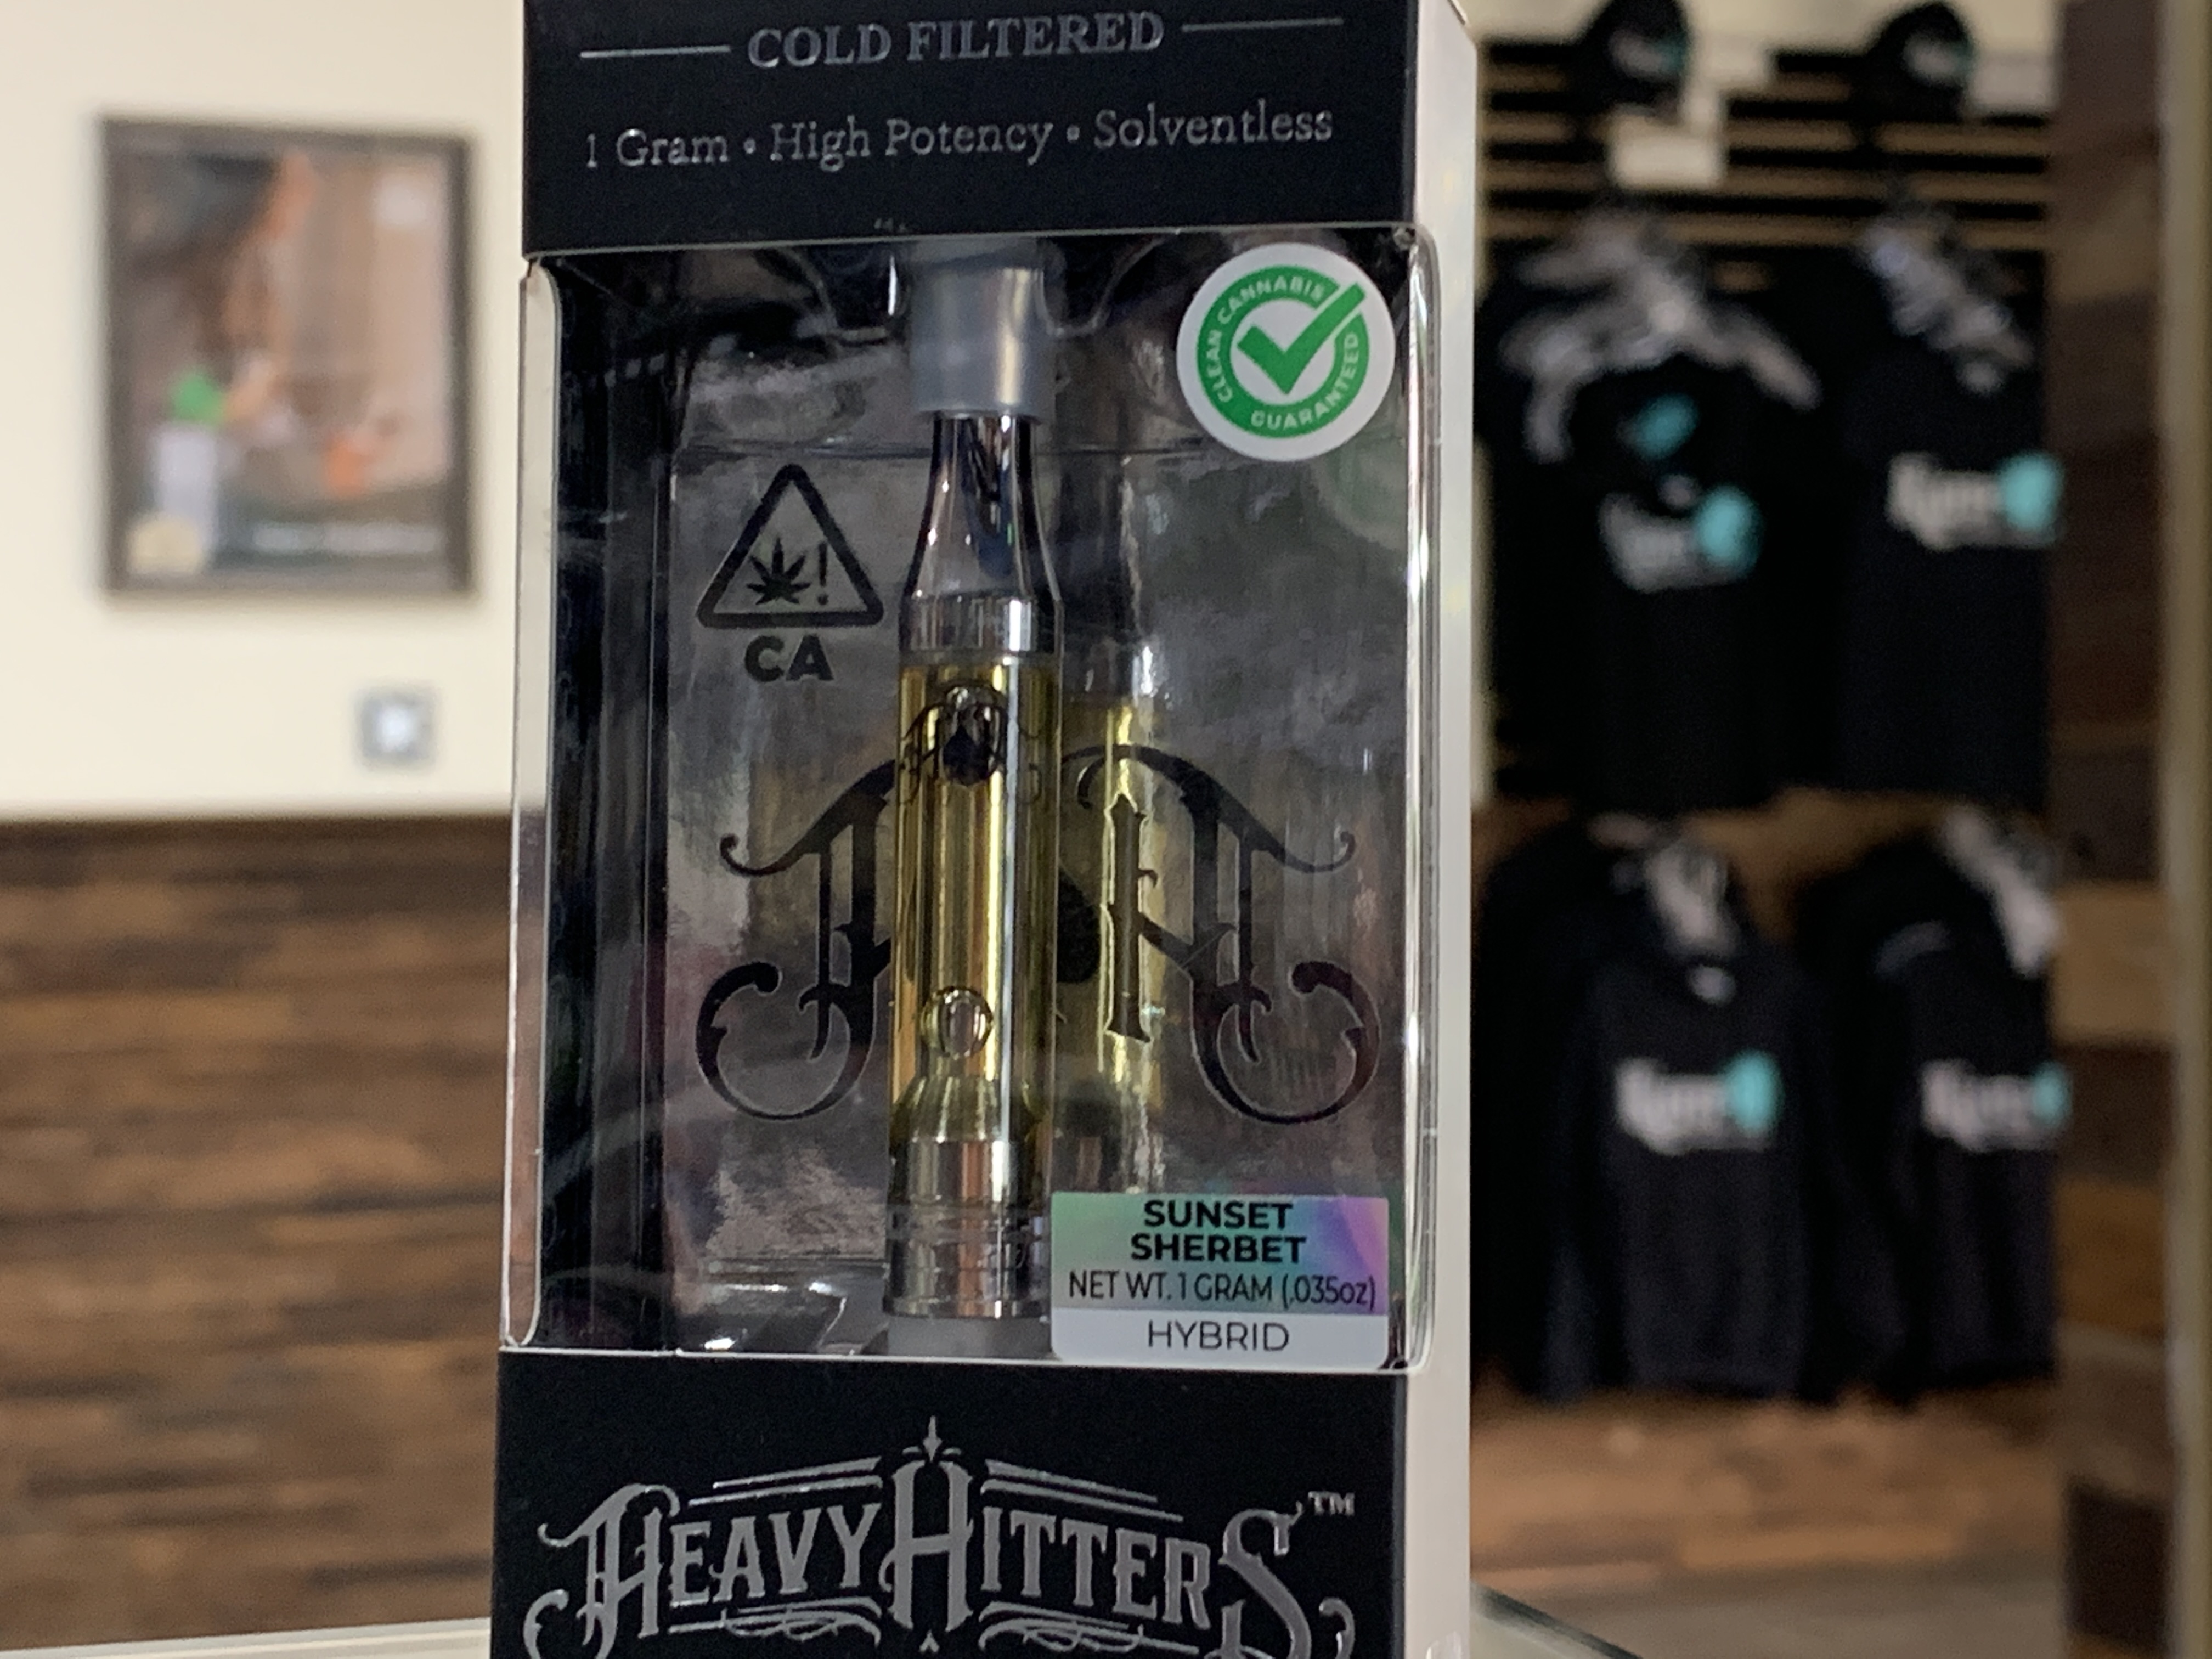 COLD FILTERED
1 Gram • High Potency • Solventless
CLEAN CANNABIS
GUARANTEED
CA
SUNSET
SHERBET
NET WT. 1 GRAM (.035oz)
HYBRID
HEAVY HITTERS™